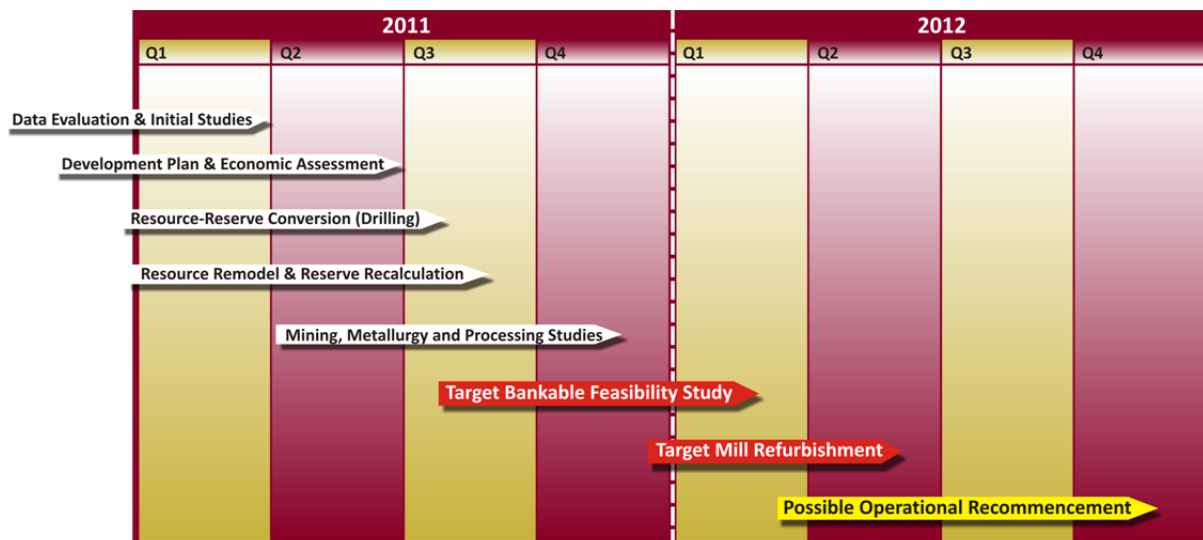 2011 2012
Q1 Q2 Q3 Q4 Q1 Q2 Q3 Q4
Data Evaluation & Initial Studies
Development Plan & Economic Assessment
Resource-Reserve Conversion (Drilling)
Resource Remodel & Reserve Recalculation
Mining, Metallurgy and Processing Studies
Target Bankable Feasibility Study
Target Mill Refurbishment
Possible Operational Recommencement